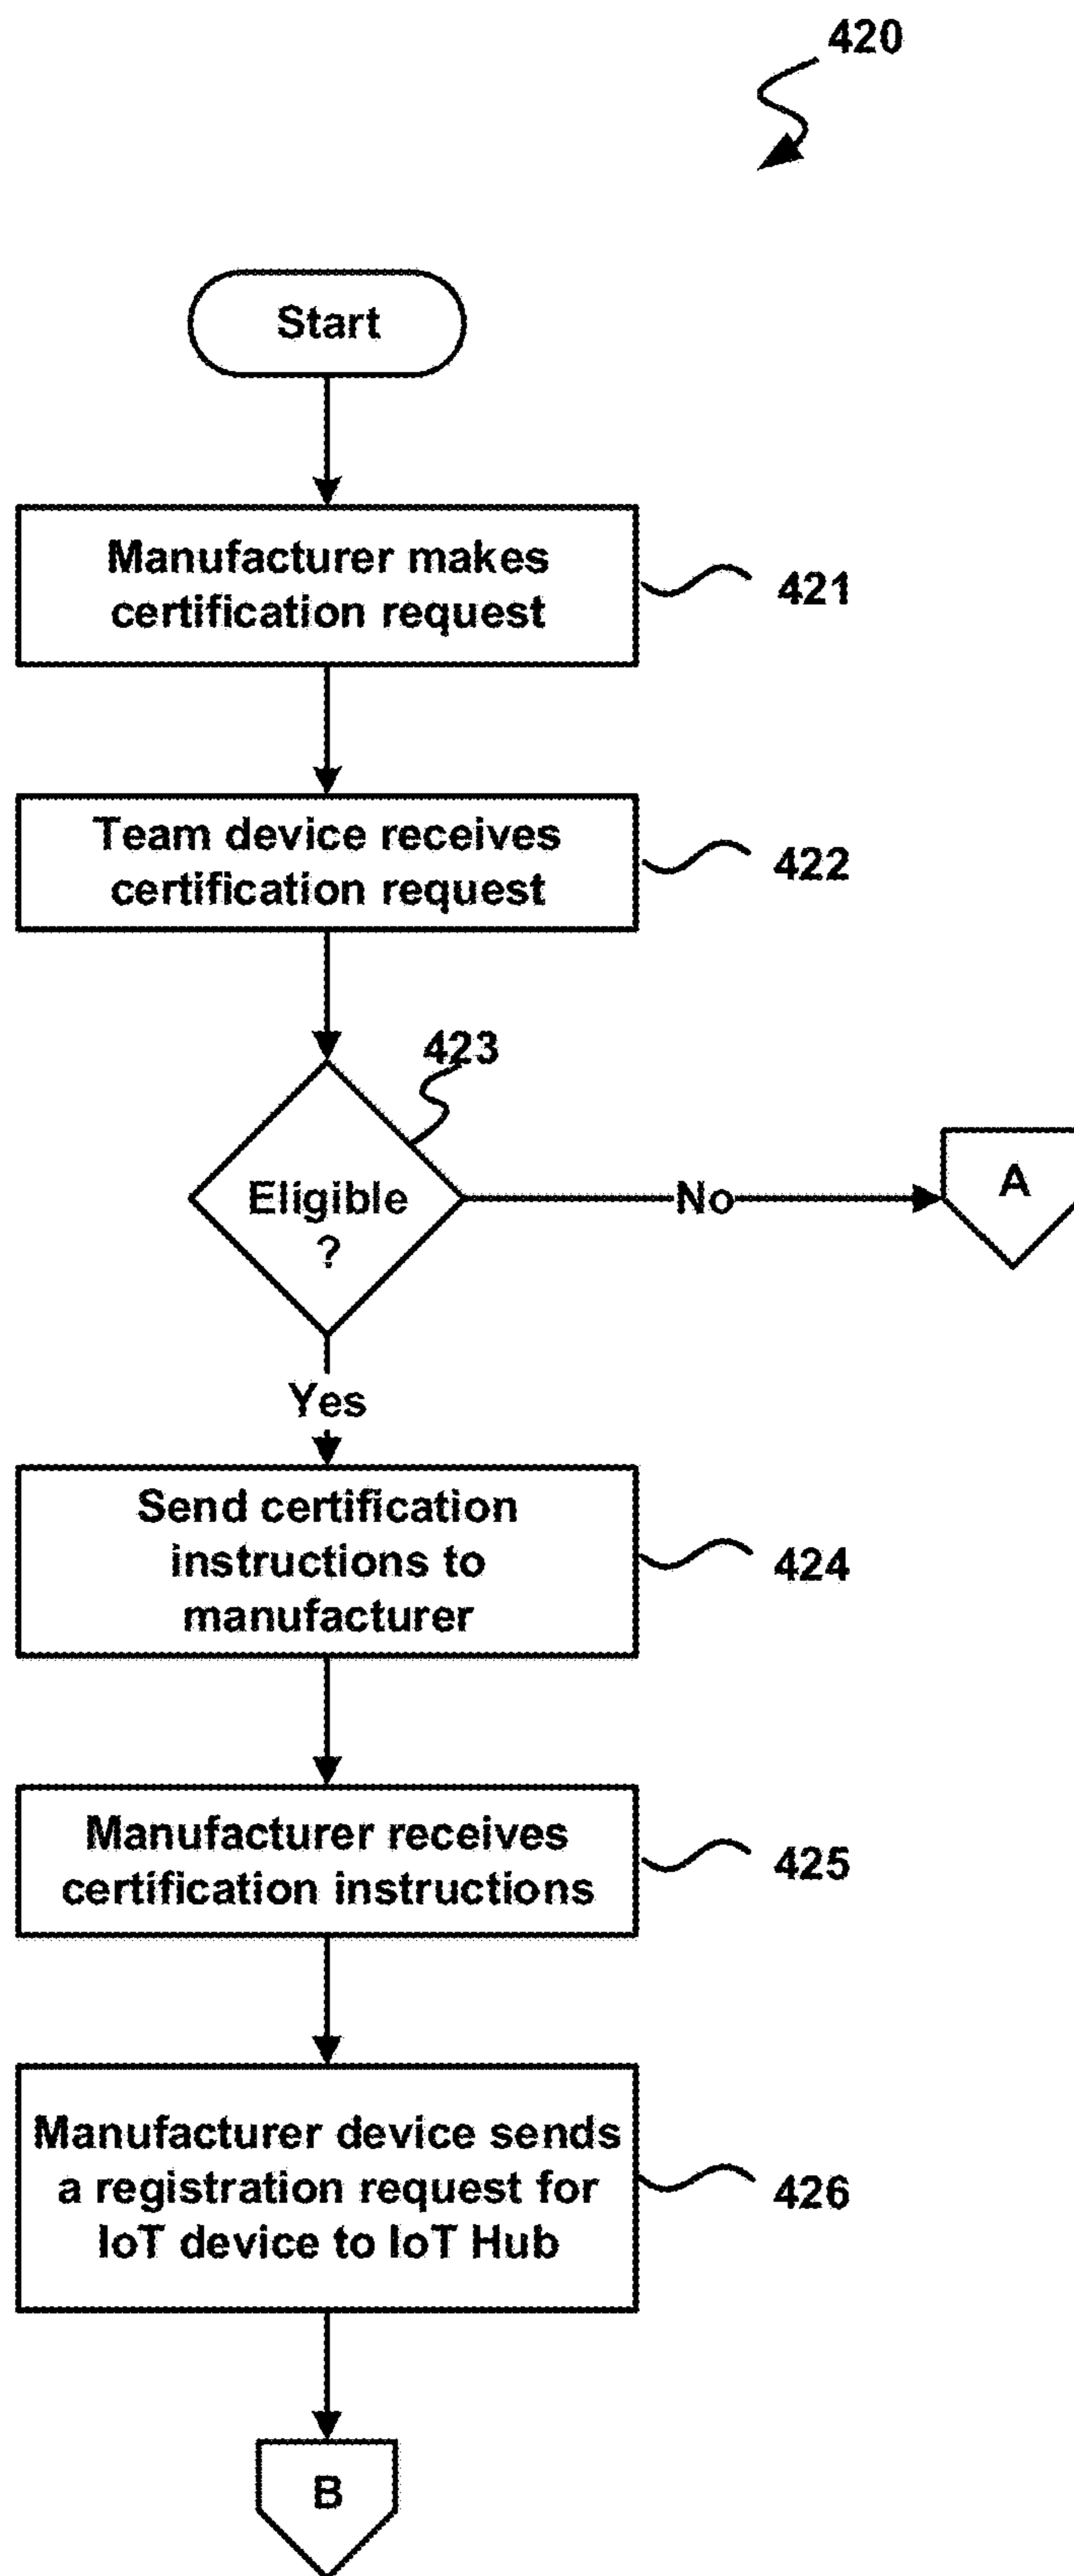 420
Start
Manufacturer makes
certification request
421
Team device receives
certification request
422
423
Eligible
?
No
A
Yes
Send certification
instructions to
manufacturer
424
Manufacturer receives
certification instructions
425
Manufacturer device sends
a registration request for
IoT device to IoT Hub
426
B